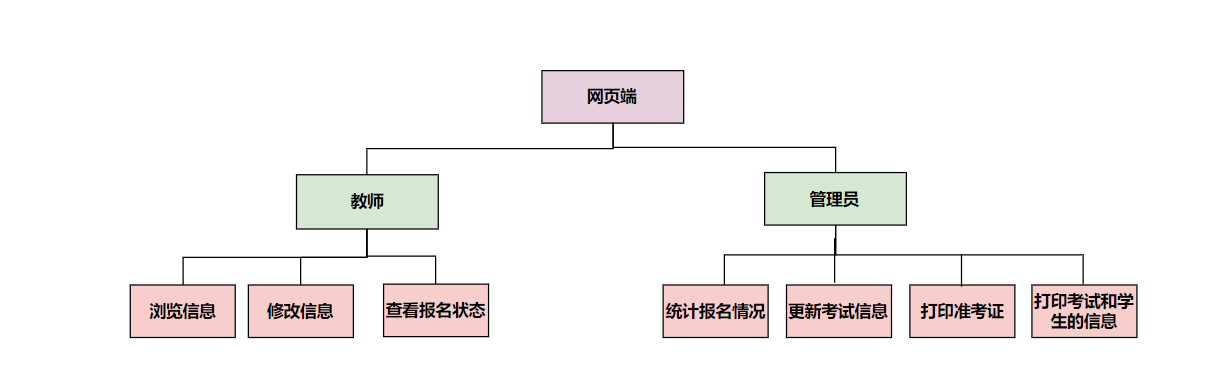 网页端
教师
管理员
浏览信息
修改信息
查看报名状态
统计报名情况
更新考试信息
打印准考证
打印考试和学
生的信息